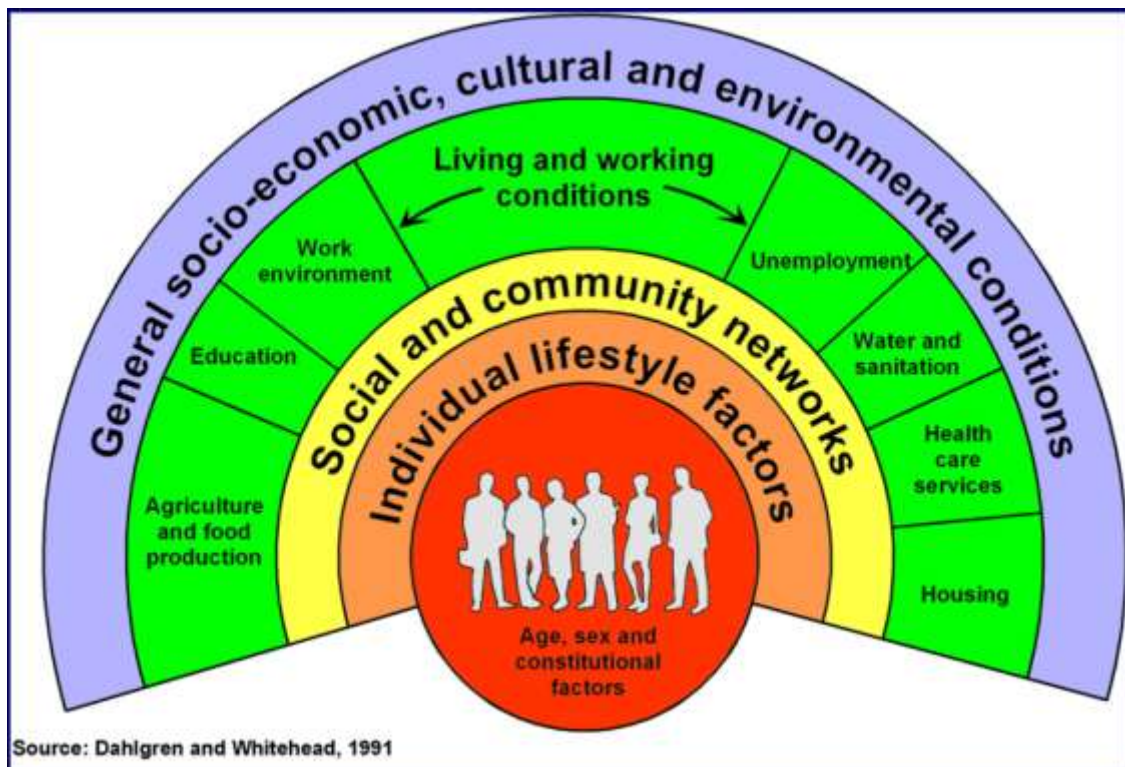 General socio-economic, cultural and environmental conditions
Living and working
conditions
Work
environment
Unemployment
Education
Water and
sanitation
Agriculture
and food
production
Health
care
services
Housing
Social and community networks
Individual lifestyle factors
Age, sex and
constitutional
factors
Source: Dahlgren and Whitehead, 1991